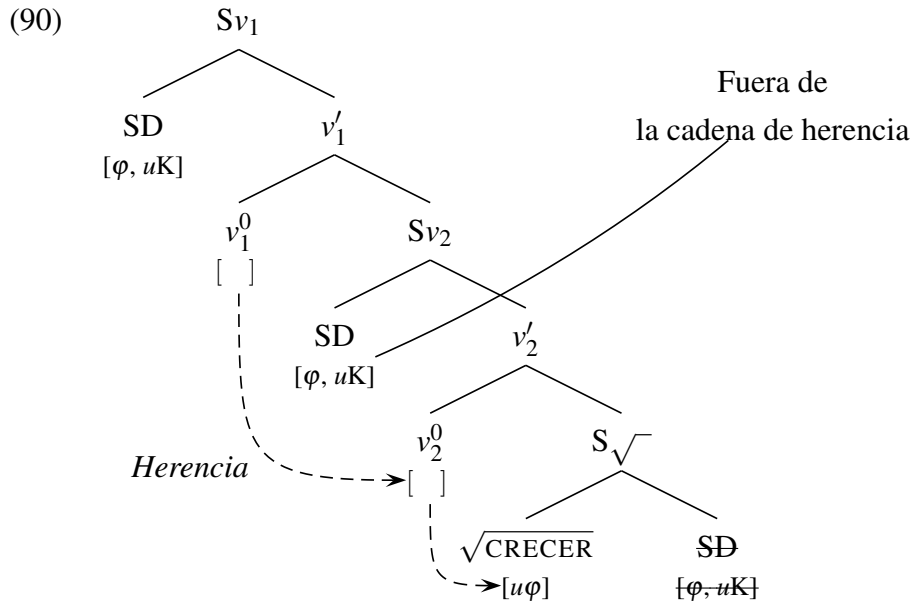 (90)
Sv₁
Fuera de
la cadena de herencia
SD
[φ, uK]
v′₁
v⁰₁
[ ]
Sv₂
SD
[φ, uK]
v′₂
Herencia
v⁰₂
[ ]
S√
√CRECER
[uφ]
SD
[φ, uK]